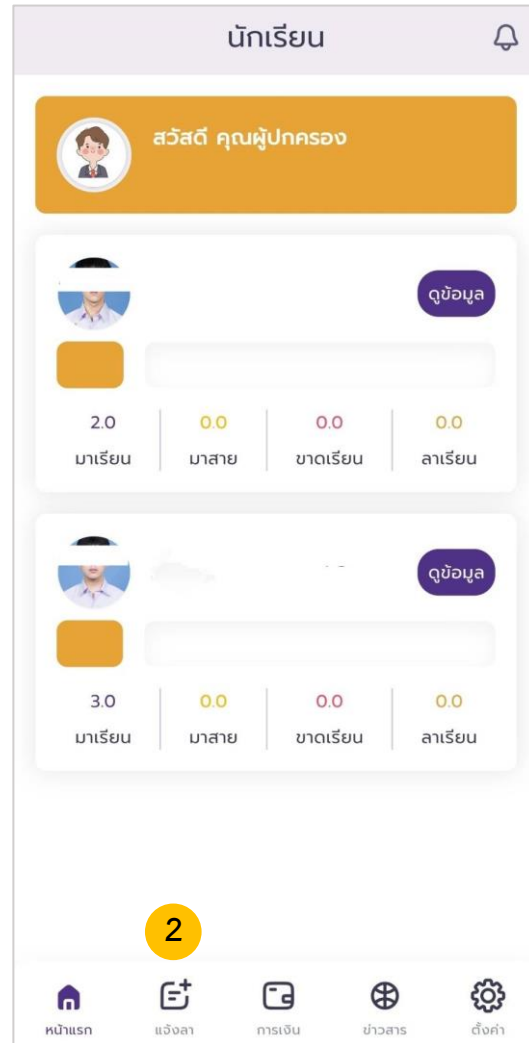 นักเรียน
สวัสดี คุณผู้ปกครอง
ดูข้อมูล
2.0 0.0 0.0 0.0
มาเรียน มาสาย ขาดเรียน ลาเรียน
ดูข้อมูล
3.0 0.0 0.0 0.0
มาเรียน มาสาย ขาดเรียน ลาเรียน
2
หน้าแรก แจ้งลา การเงิน ข่าวสาร ตั้งค่า